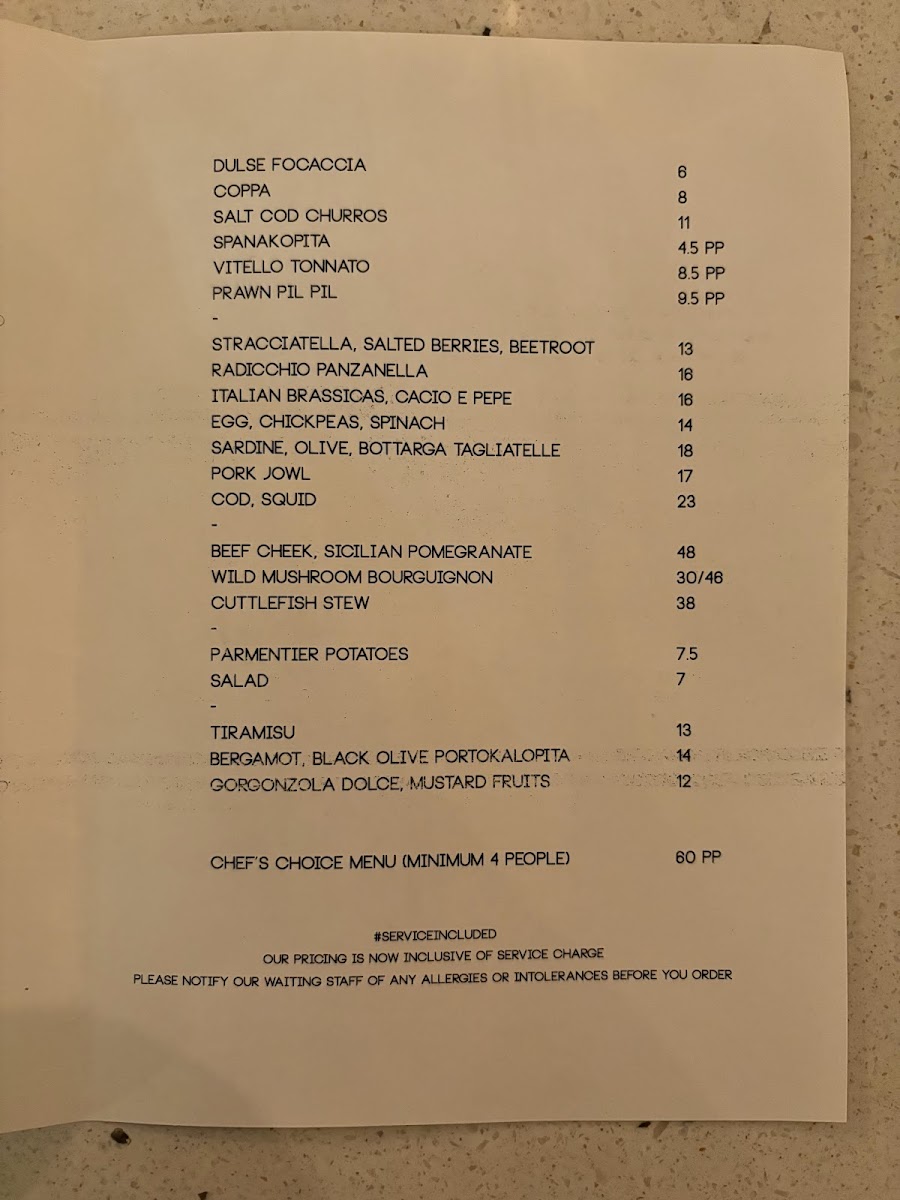 DULSE FOCACCIA 6
COPPA 8
SALT COD CHURROS 11
SPANAKOPITA 4.5 PP
VITELLO TONNATO 8.5 PP
PRAWN PIL PIL 9.5 PP
-
STRACCIATELLA, SALTED BERRIES, BEETROOT 13
RADICCHIO PANZANELLA 16
ITALIAN BRASSICAS, CACIO E PEPE 16
EGG, CHICKPEAS, SPINACH 14
SARDINE, OLIVE, BOTTARGA TAGLIATELLE 18
PORK JOWL 17
COD, SQUID 23
-
BEEF CHEEK, SICILIAN POMEGRANATE 48
WILD MUSHROOM BOURGUIGNON 30/46
CUTTLEFISH STEW 38
-
PARMENTIER POTATOES 7.5
SALAD 7
-
TIRAMISU 13
BERGAMOT, BLACK OLIVE PORTOKALOPITA 14
GORGONZOLA DOLCE, MUSTARD FRUITS 12
CHEF'S CHOICE MENU (MINIMUM 4 PEOPLE) 60 PP
#SERVICEINCLUDED
OUR PRICING IS NOW INCLUSIVE OF SERVICE CHARGE
PLEASE NOTIFY OUR WAITING STAFF OF ANY ALLERGIES OR INTOLERANCES BEFORE YOU ORDER